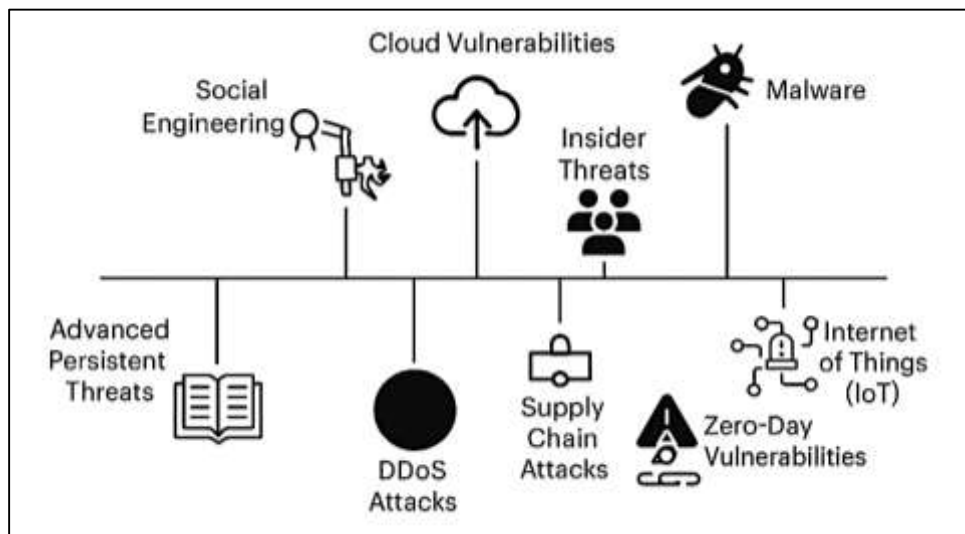 Cloud Vulnerabilities
Social
Engineering
Malware
Insider
Threats
Advanced
Persistent
Threats
DDoS
Attacks
Supply
Chain
Attacks
Zero-Day
Vulnerabilities
Internet
of Things
(IoT)